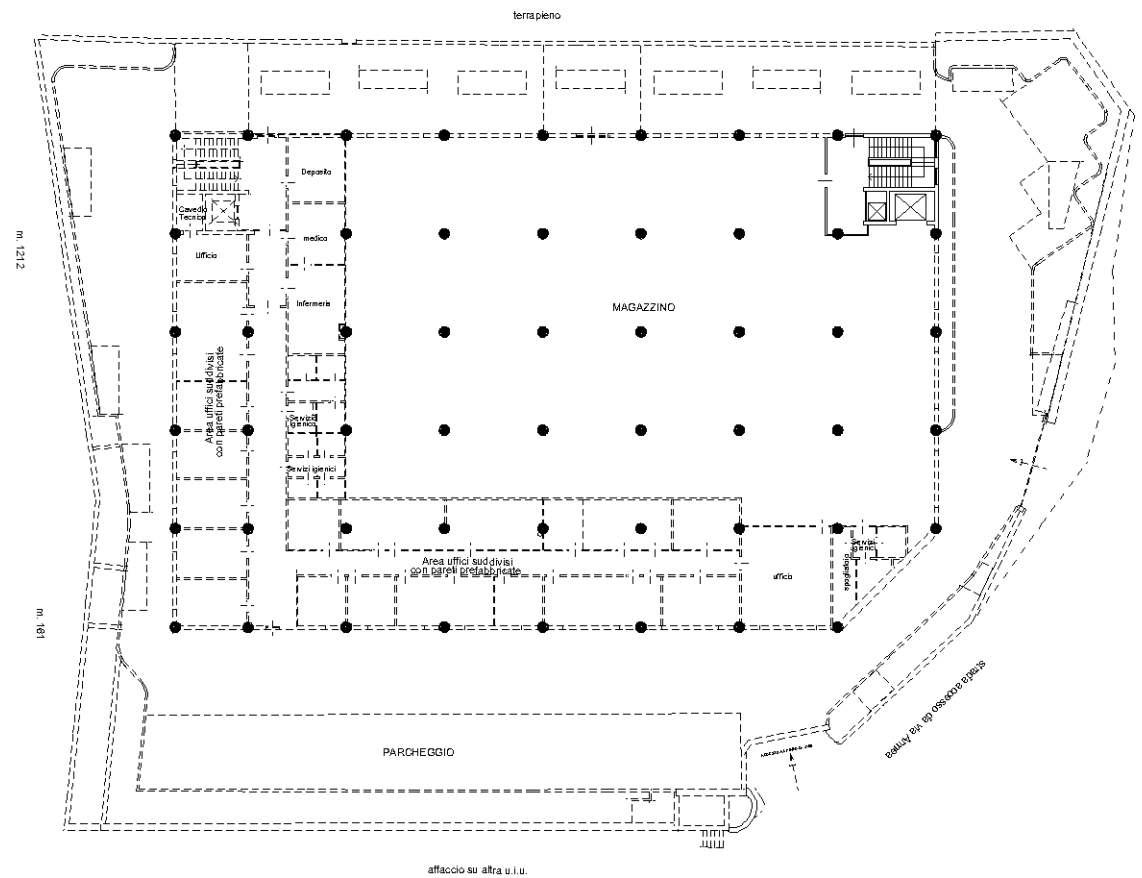 terrapieno
Deposito
Cavedio
Tecnico
medico
m. 1212
Ufficio
Infermeria
MAGAZZINO
Area uffici suddivisi
con pareti prefabbricate
Servizi
igienici
Servizi igienici
Servizi
igienici
Area uffici suddivisi
con pareti prefabbricate
ufficio
spogliatoio
m. 161
strada accesso da via Armea
PARCHEGGIO
affaccio su altra u.i.u.